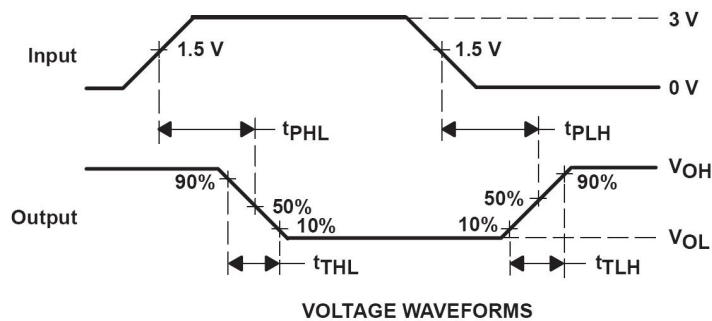 3 V
Input
1.5 V
1.5 V
0 V
tPHL
tPLH
VOH
90%
90%
50%
50%
Output
10%
10%
VOL
tTHL
tTLH
VOLTAGE WAVEFORMS